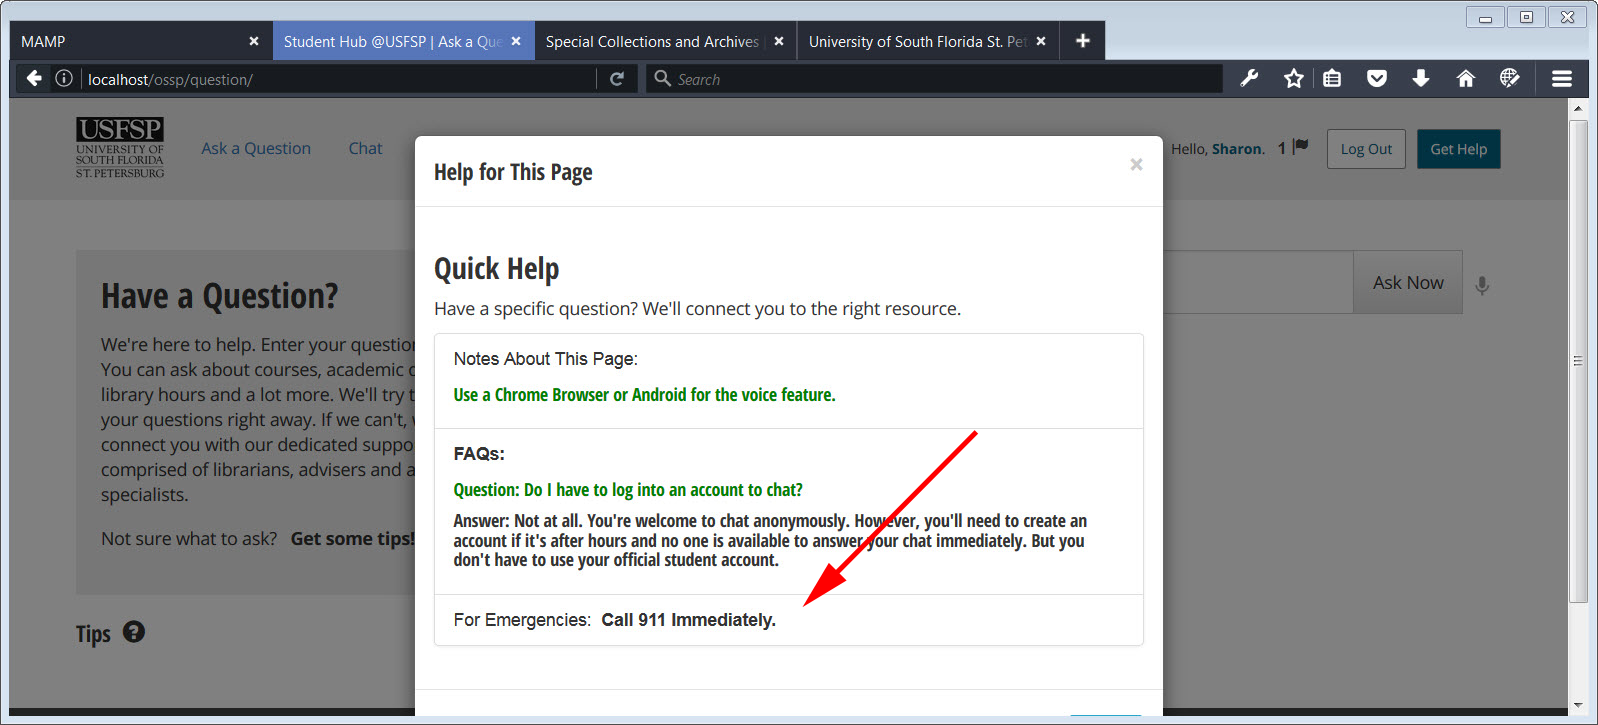 MAMP
Student Hub @USFSP | Ask a Que
Special Collections and Archives |
University of South Florida St. Pet
localhost/ossp/question/
Search
USFSP
UNIVERSITY OF
SOUTH FLORIDA
ST. PETERSBURG
Ask a Question
Chat
Hello, Sharon.
1
Log Out
Get Help
Help for This Page
×
Quick Help
Have a specific question? We'll connect you to the right resource.
Notes About This Page:
Use a Chrome Browser or Android for the voice feature.
FAQs:
Question: Do I have to log into an account to chat?
Answer: Not at all. You're welcome to chat anonymously. However, you'll need to create an
account if it's after hours and no one is available to answer your chat immediately. But you
don't have to use your official student account.
For Emergencies: Call 911 Immediately.
Have a Question?
We're here to help. Enter your question
You can ask about courses, academic
library hours and a lot more. We'll try
your questions right away. If we can't,
connect you with our dedicated
comprised of librarians, advisers and
specialists.
Not sure what to ask? Get some tips!
Ask Now
Tips ?